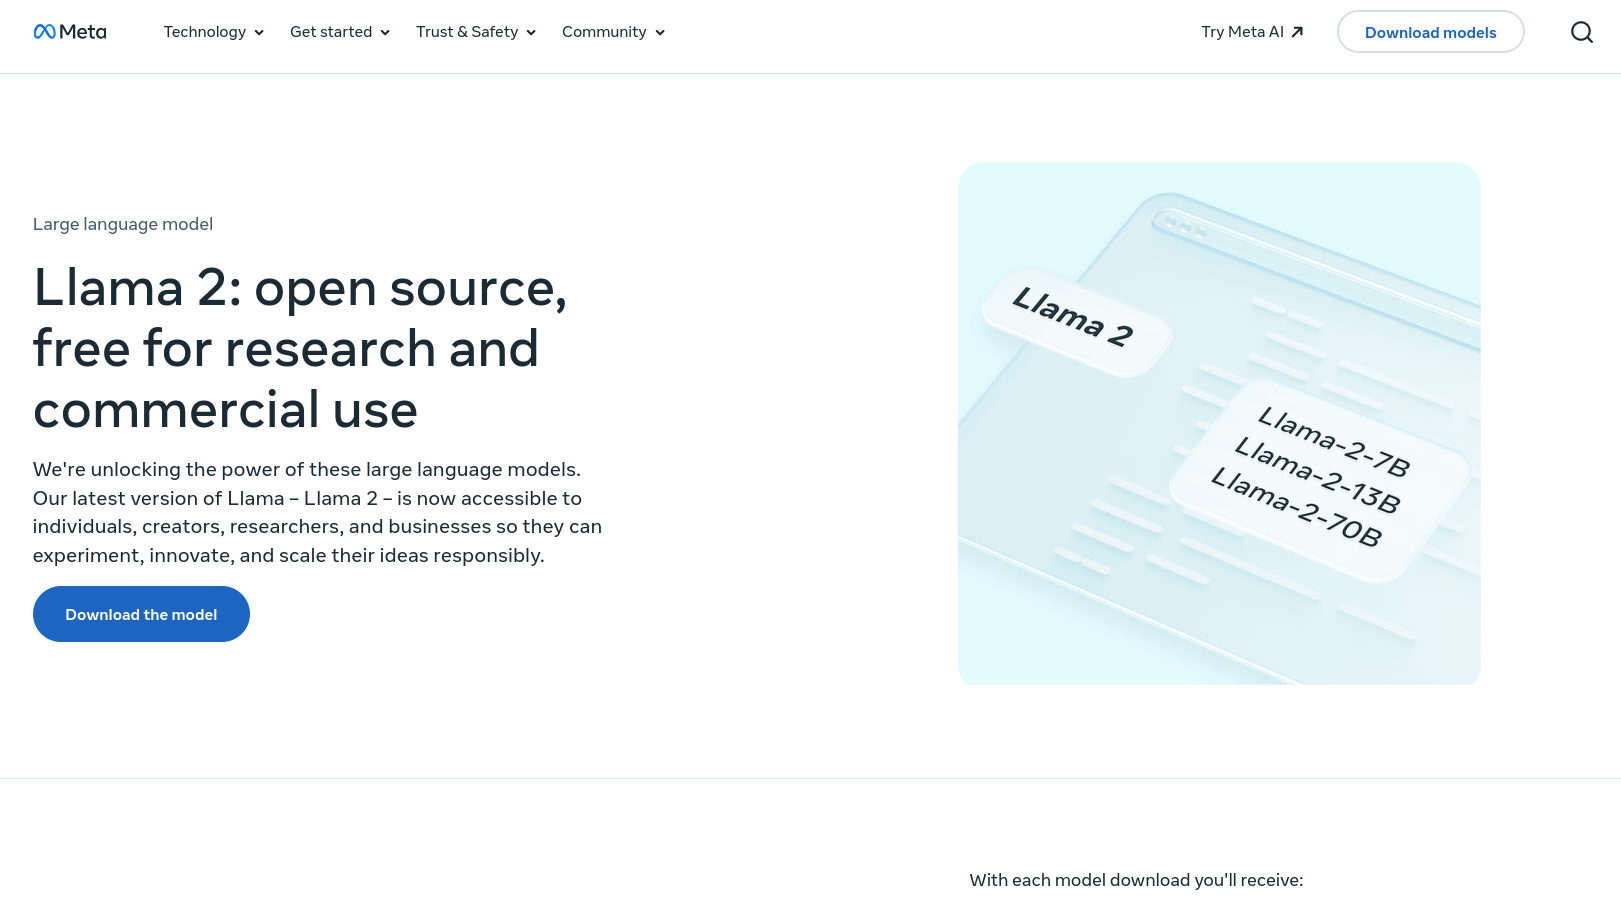 Meta
Technology
Get started
Trust & Safety
Community
Try Meta AI
Download models
Large language model
Llama 2: open source,
free for research and
commercial use
We're unlocking the power of these large language models.
Our latest version of Llama – Llama 2 – is now accessible to
individuals, creators, researchers, and businesses so they can
experiment, innovate, and scale their ideas responsibly.
Download the model
Llama 2
Llama-2-7B
Llama-2-13B
Llama-2-70B
With each model download you'll receive: